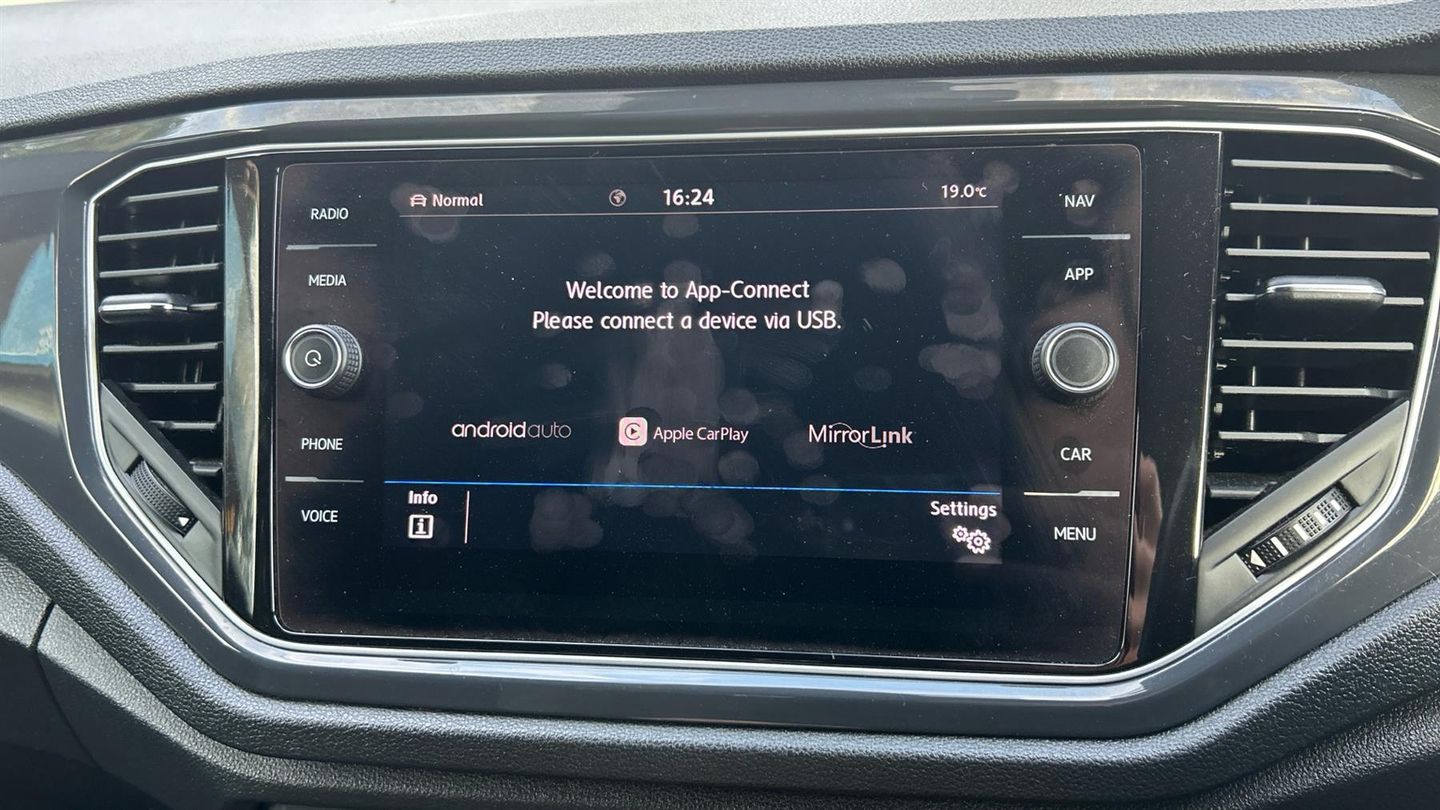 Normal 16:24 19.0°C
RADIO
MEDIA
PHONE
VOICE
Welcome to App-Connect
Please connect a device via USB.
androidauto Apple CarPlay MirrorLink
Info Settings
NAV
APP
CAR
MENU